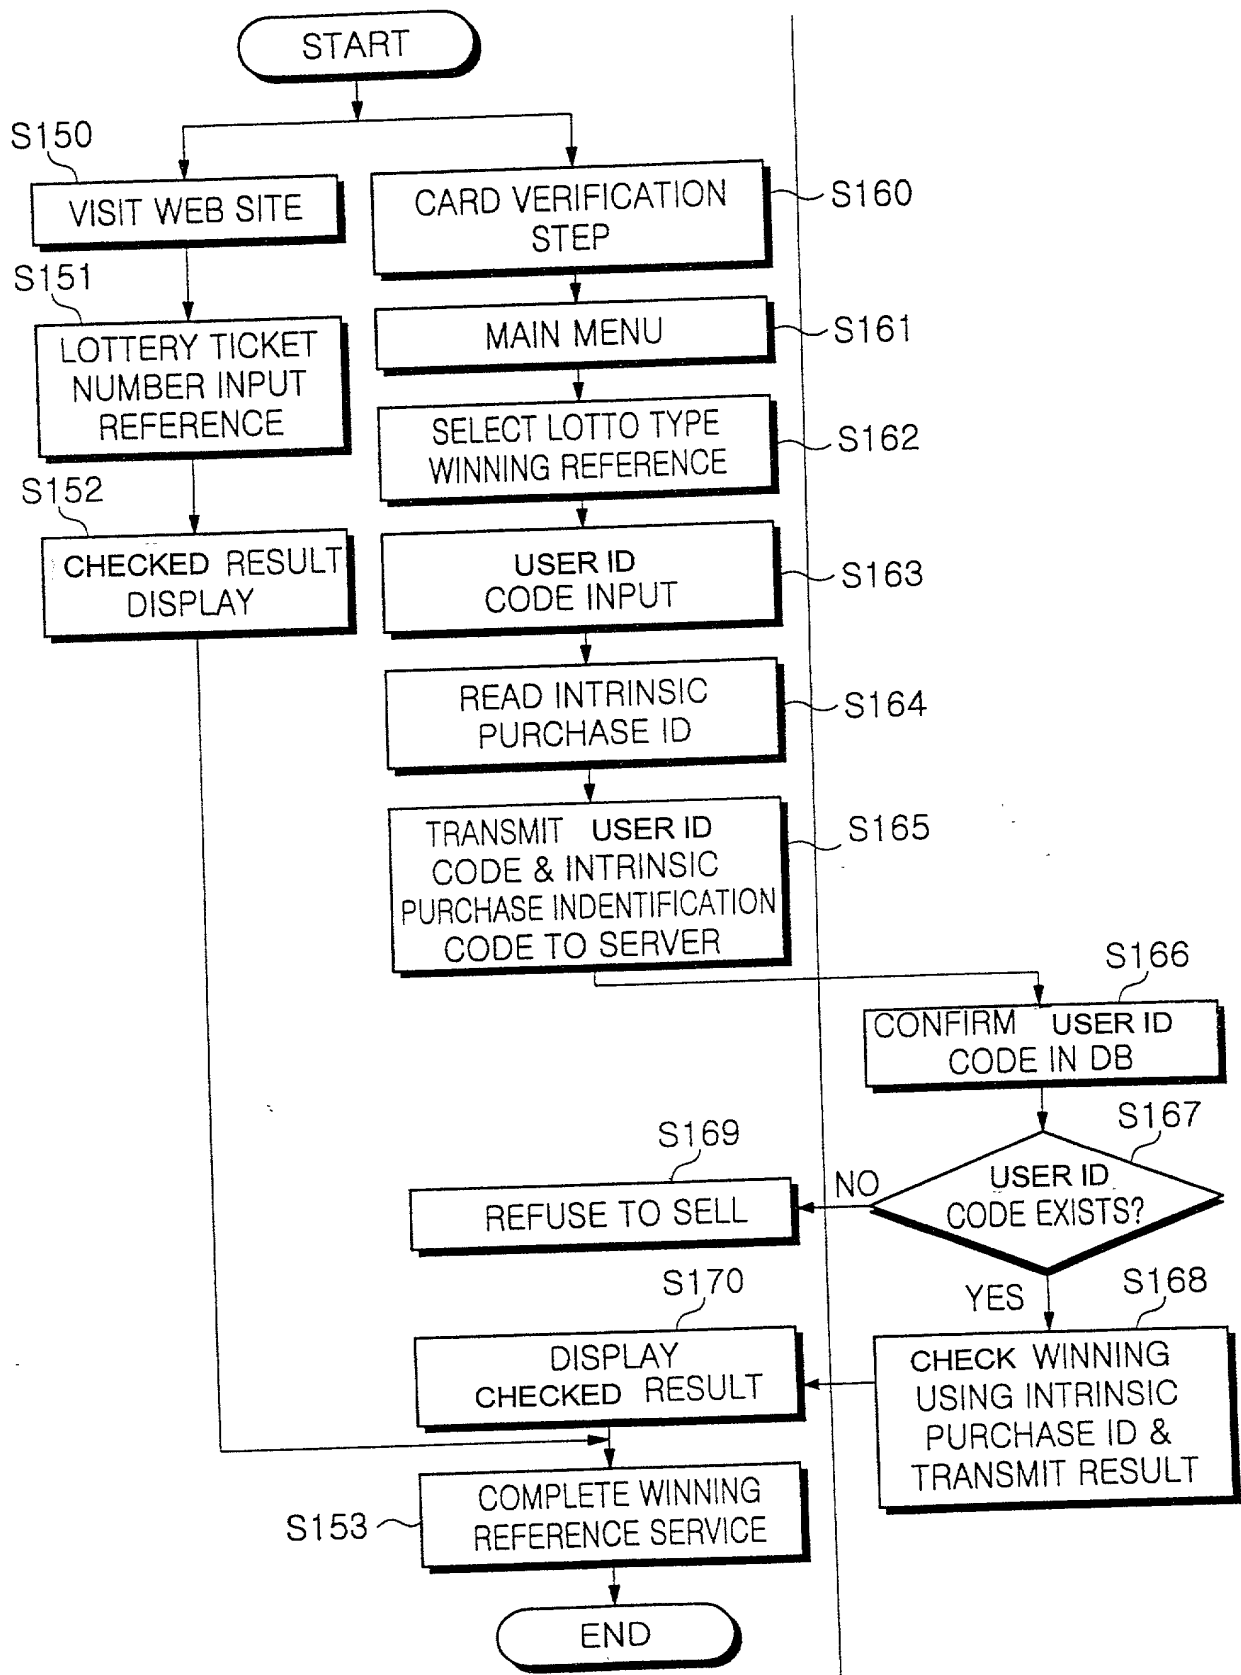 START
S150
VISIT WEB SITE
CARD VERIFICATION
STEP
S160
S151
LOTTERY TICKET
NUMBER INPUT
REFERENCE
MAIN MENU
S161
SELECT LOTTO TYPE
WINNING REFERENCE
S162
S152
CHECKED RESULT
DISPLAY
USER ID
CODE INPUT
S163
READ INTRINSIC
PURCHASE ID
S164
TRANSMIT USER ID
CODE & INTRINSIC
PURCHASE INDENTIFICATION
CODE TO SERVER
S165
S166
CONFIRM USER ID
CODE IN DB
S167
USER ID
CODE EXISTS?
NO
S169
REFUSE TO SELL
YES
S168
CHECK WINNING
USING INTRINSIC
PURCHASE ID &
TRANSMIT RESULT
S170
DISPLAY
CHECKED RESULT
S153
COMPLETE WINNING
REFERENCE SERVICE
END